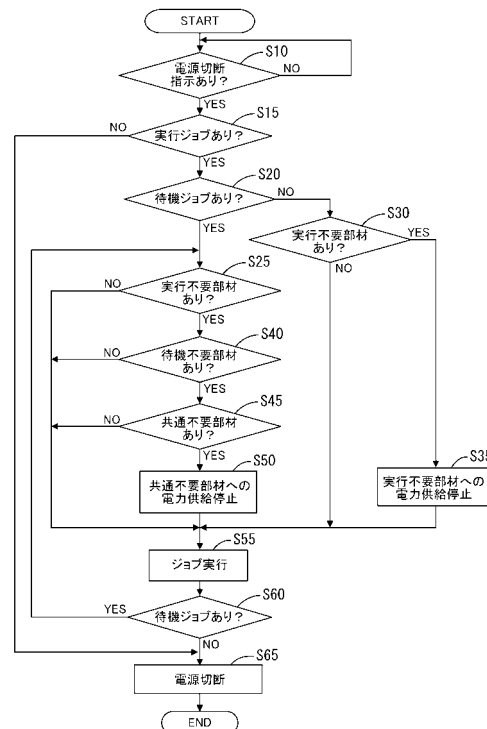 START
S10
電源切断
指示あり?
NO
YES
S15
NO
実行ジョブあり?
YES
S20
待機ジョブあり?
NO
YES
S30
実行不要部材
あり?
YES
NO
S25
実行不要部材
あり?
NO
YES
S40
待機不要部材
あり?
NO
YES
S45
共通不要部材
あり?
NO
YES
S50
共通不要部材への
電力供給停止
S35
実行不要部材への
電力供給停止
S55
ジョブ実行
S60
待機ジョブあり?
YES
NO
S65
電源切断
END